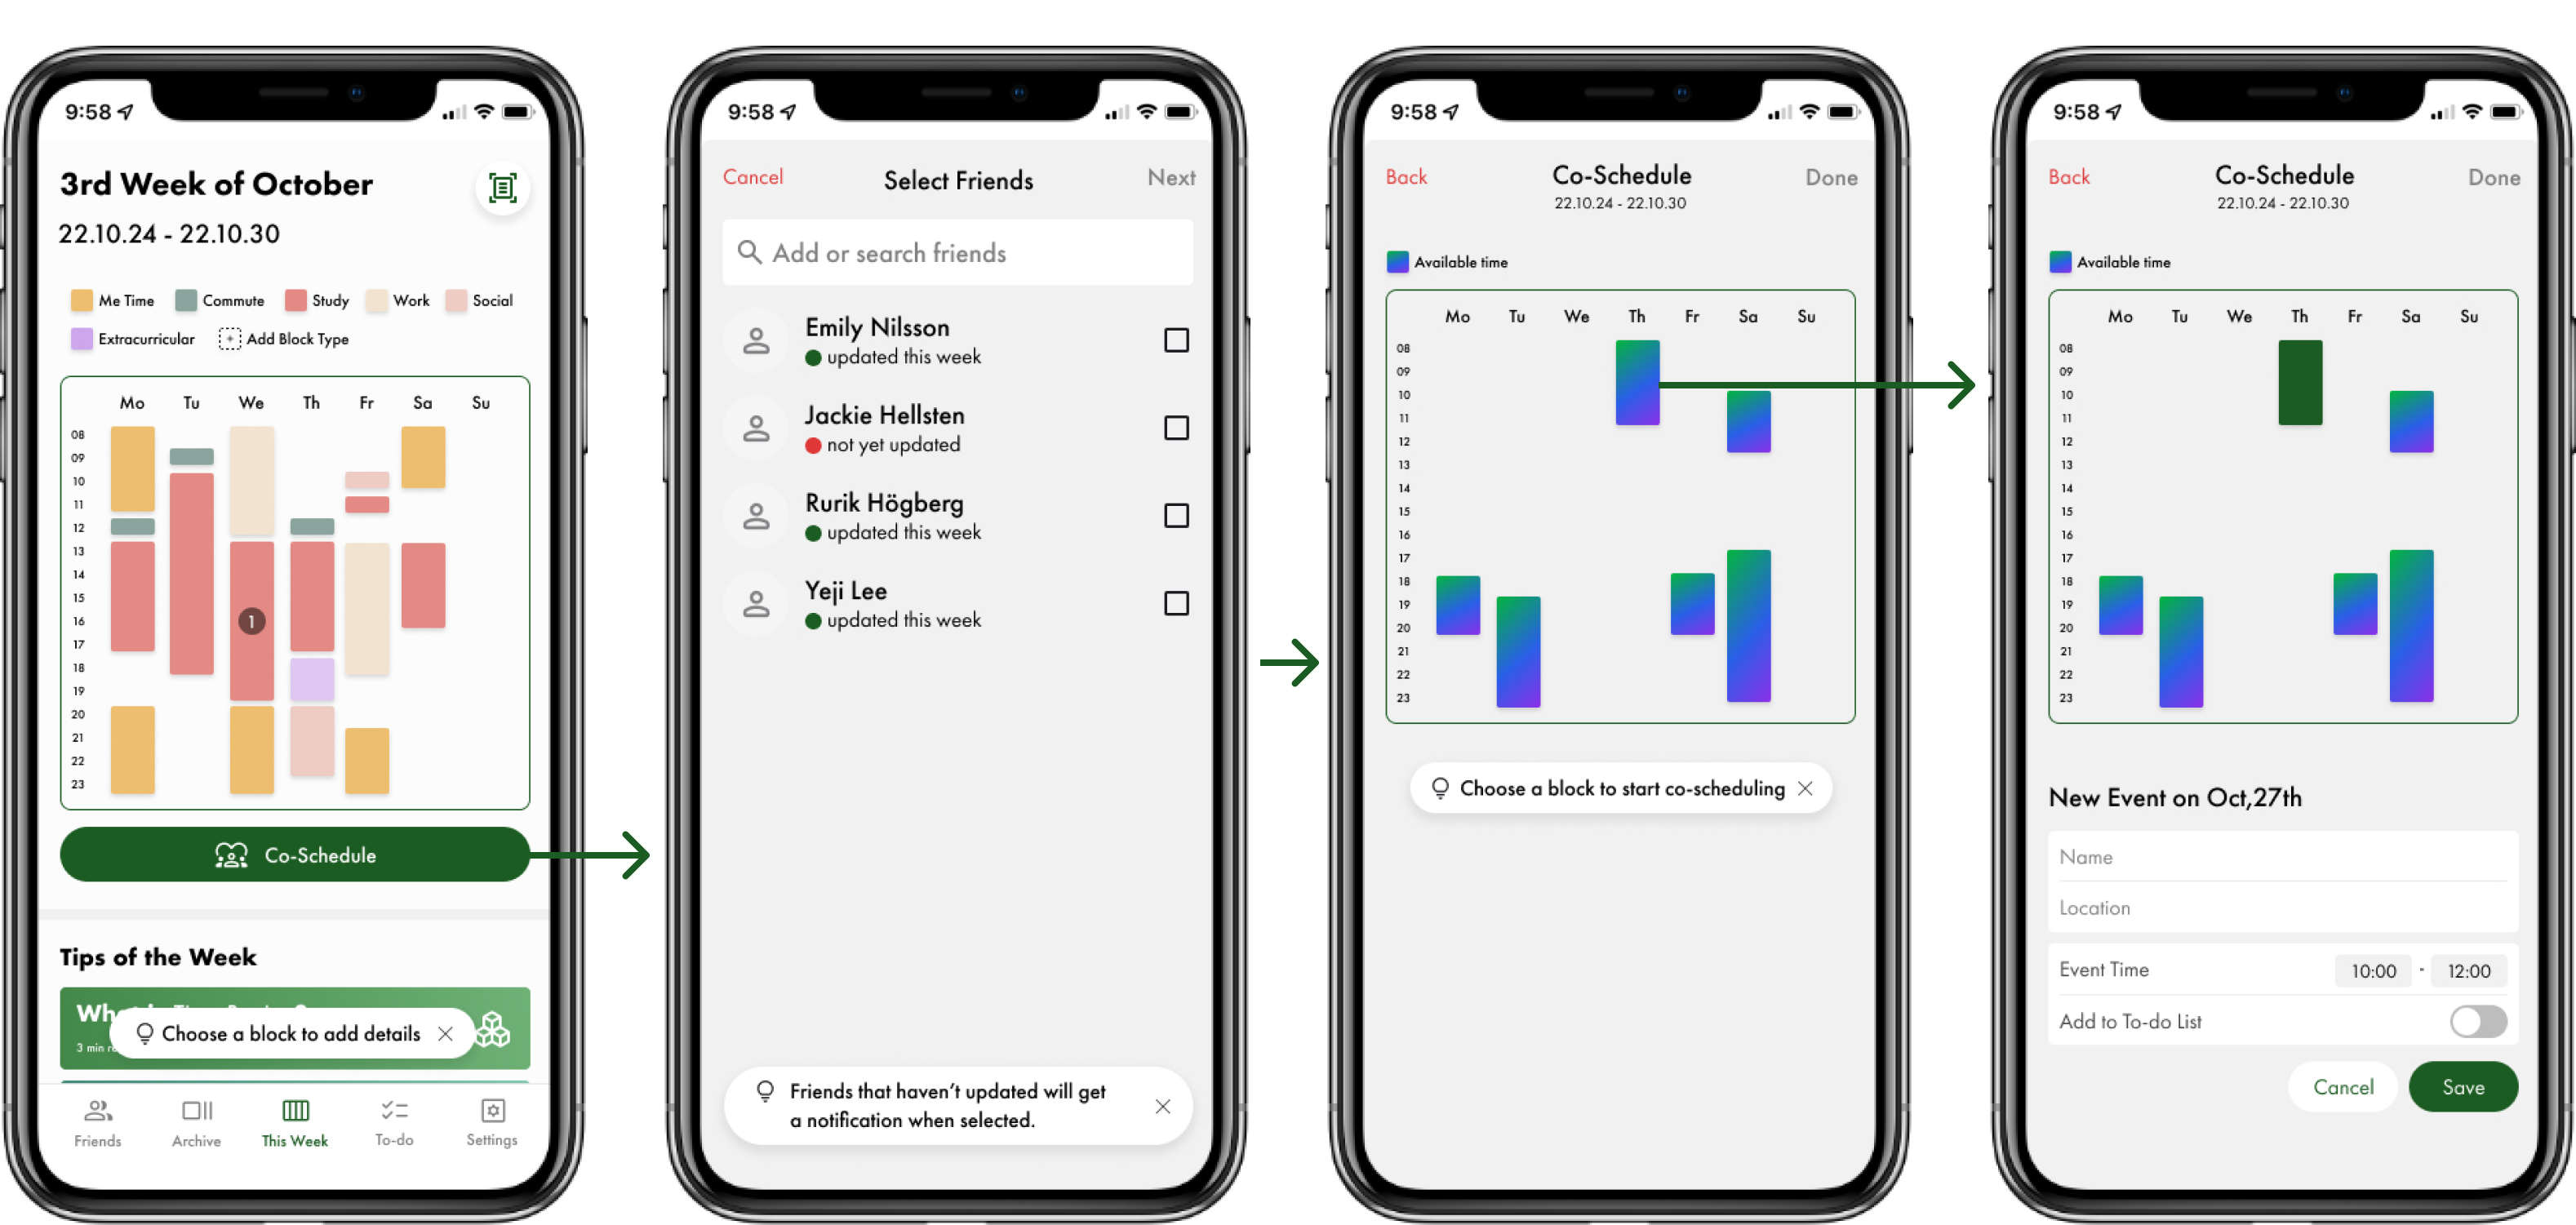 9:58
3rd Week of October
22.10.24 - 22.10.30
Me Time Commute Study Work Social
Extracurricular + Add Block Type
Mo Tu We Th Fr Sa Su
08
09
10
11
12
13
14
15
16
17
18
19
20
21
22
23
1
Co-Schedule
Tips of the Week
Choose a block to add details
3 min
Friends Archive This Week To-do Settings
9:58
Cancel Select Friends Next
Add or search friends
Emily Nilsson
updated this week
Jackie Hellsten
not yet updated
Rurik Högberg
updated this week
Yeji Lee
updated this week
Friends that haven't updated will get
a notification when selected.
9:58
Back Co-Schedule Done
22.10.24 - 22.10.30
Available time
Mo Tu We Th Fr Sa Su
08
09
10
11
12
13
14
15
16
17
18
19
20
21
22
23
Choose a block to start co-scheduling
9:58
Back Co-Schedule Done
22.10.24 - 22.10.30
Available time
Mo Tu We Th Fr Sa Su
08
09
10
11
12
13
14
15
16
17
18
19
20
21
22
23
New Event on Oct,27th
Name
Location
Event Time 10:00 - 12:00
Add to To-do List
Cancel Save